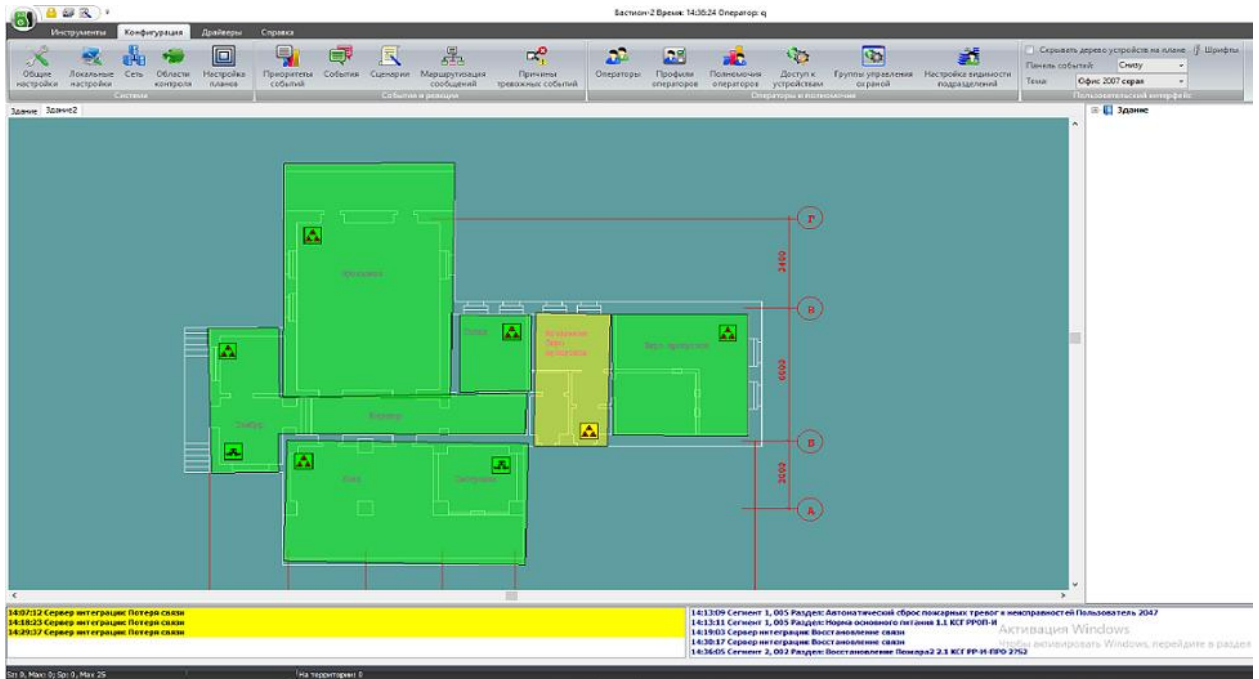 Бастион-2 Время: 14:36:24 Оператор: q
Инструменты Конфигурация Драйверы Справка
Общие настройки
Локальные настройки
Сеть
Области контроля
Настройка планов
Приоритеты событий
События
Сценарии
Маршрутизация сообщений
Причины тревожных событий
Операторы
Профили операторов
Полномочия операторов
Доступ к устройствам
Группы управления охраной
Настройка видимости подразделений
Скрывать дерево устройств на плане
Шрифты
Панель событий: Снизу
Тема: Офис 2007 серая
Система
События и реакции
Операторы и полномочия
Пользовательский интерфейс
Здание Здание2
Здание
Г
3400
В
6600
Б
А
Тамбур
Коридор
14:07:12 Сервер интеграции: Потеря связи
14:18:23 Сервер интеграции: Потеря связи
14:29:37 Сервер интеграции: Потеря связи
14:13:09 Сегмент 1, 005 Раздел: Автоматический сброс пожарных тревог и неисправностей Пользователь 2047
14:13:11 Сегмент 1, 005 Раздел: Норма основного питания 1.1 КСГ РРОП-И
14:19:03 Сервер интеграции: Восстановление связи
14:30:17 Сервер интеграции: Восстановление связи
14:36:05 Сегмент 2, 002 Раздел: Восстановление Пожара2 2.1 КСГ РР-И-ПРО 2?52
Активация Windows
Чтобы активировать Windows, перейдите в раздел
На территории: 0